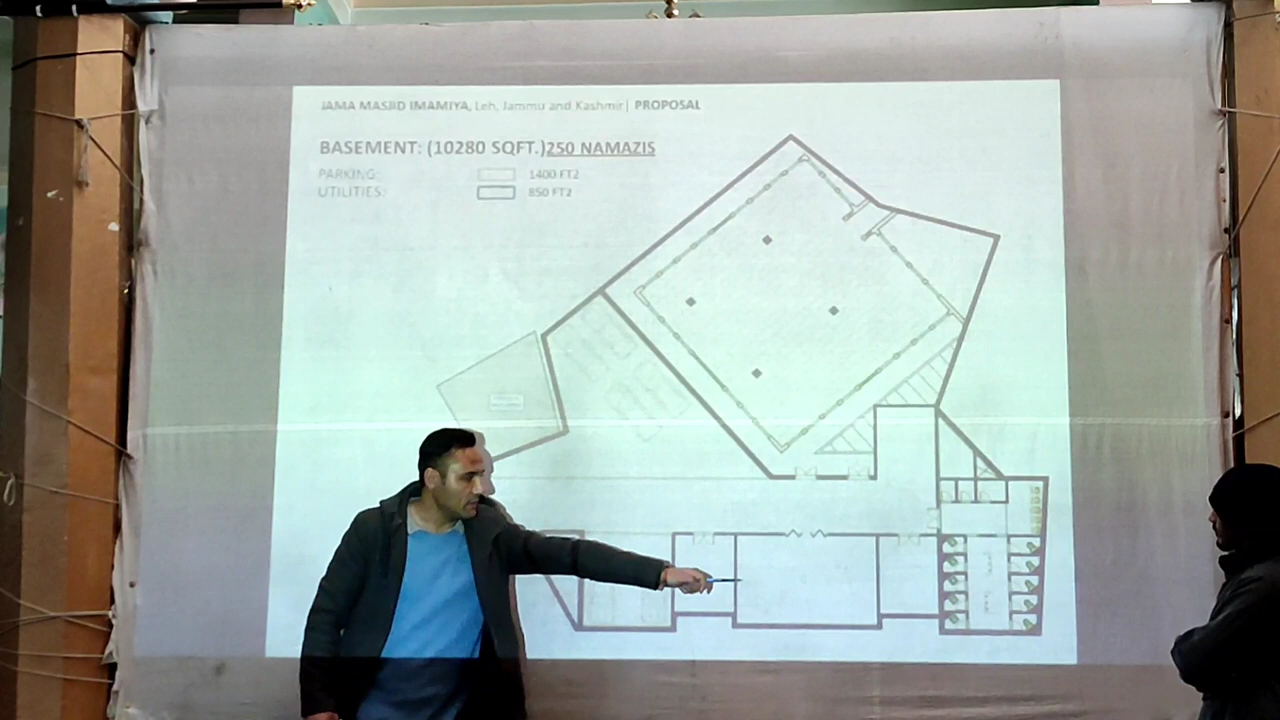 JAMA MASJID IMAMIYA, Leh, Jammu and Kashmir| PROPOSAL
BASEMENT: (10280 SQFT.)250 NAMAZIS
PARKING: 1400 FT2
UTILITIES: 850 FT2